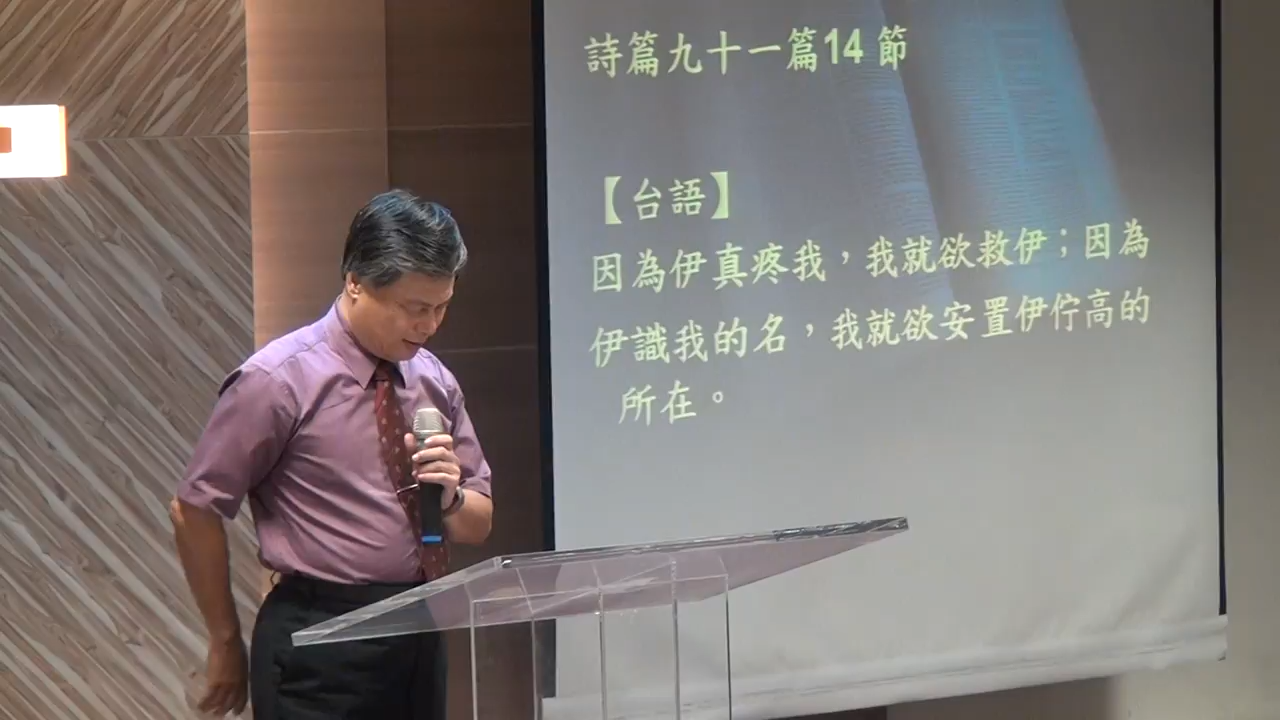 詩篇九十一篇14 節
【台語】
因為伊真疼我，我就欲救伊；因為
伊識我的名，我就欲安置伊佇高的
所在。